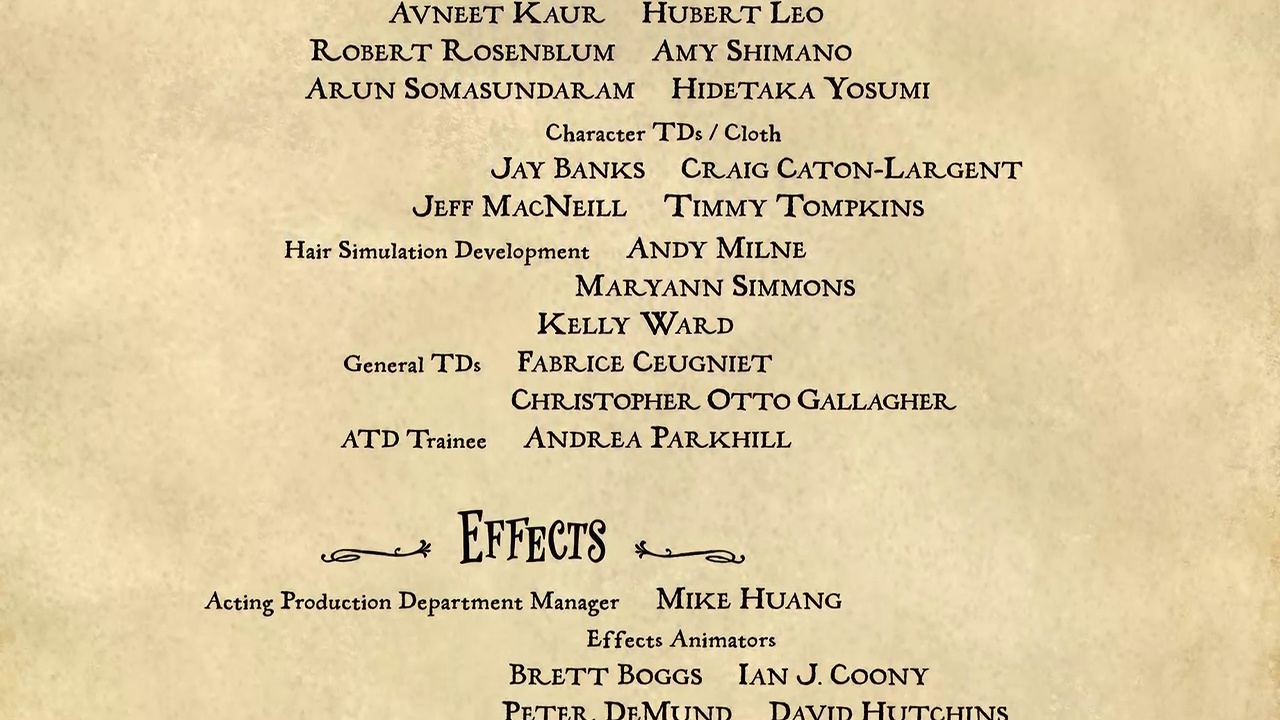 Avneet Kaur Hubert Leo
Robert Rosenblum Amy Shimano
Arun Somasundaram Hidetaka Yosumi
Character TDs / Cloth
Jay Banks Craig Caton-Largent
Jeff MacNeill Timmy Tompkins
Hair Simulation Development Andy Milne
Maryann Simmons
Kelly Ward
General TDs Fabrice Ceugniet
Christopher Otto Gallagher
ATD Trainee Andrea Parkhill
Effects
Acting Production Department Manager Mike Huang
Effects Animators
Brett Boggs Ian J. Coony
Peter DeMund David Hutchins